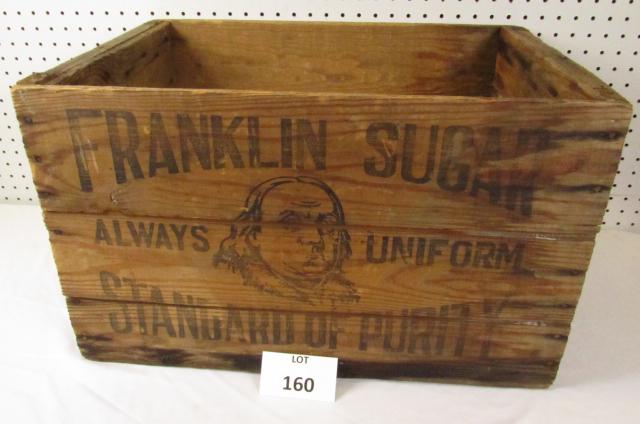 FRANKLIN SUGAR
ALWAYS UNIFORM
STANDARD OF PURITY
LOT
160